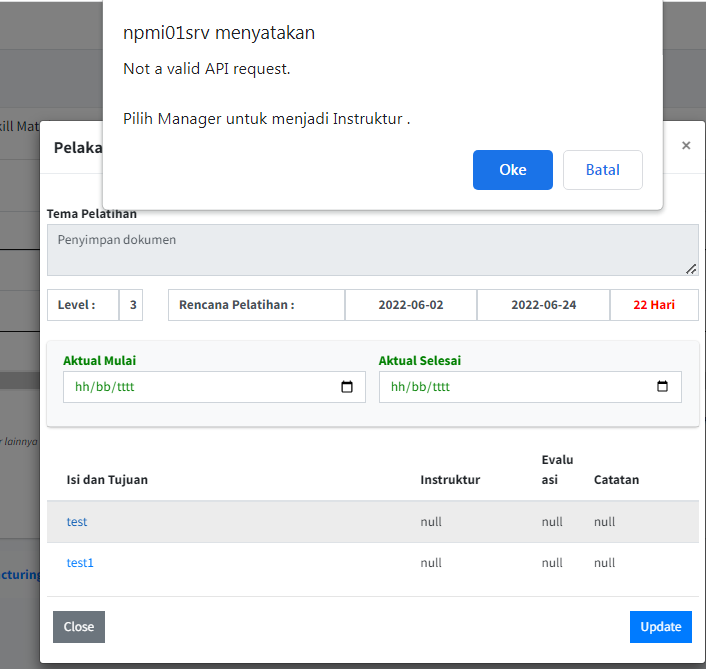 npmi01srv menyatakan
Not a valid API request.
Pilih Manager untuk menjadi Instruktur .
Oke
Batal
kill Mat
Pelaka
×
Tema Pelatihan
Penyimpan dokumen
Level :
3
Rencana Pelatihan :
2022-06-02
2022-06-24
22 Hari
Aktual Mulai
Aktual Selesai
hh/bb/tttt
hh/bb/tttt
r lainnya
Isi dan Tujuan
Instruktur
Evalu
asi
Catatan
test
null
null
null
test1
null
null
null
cturing
Close
Update